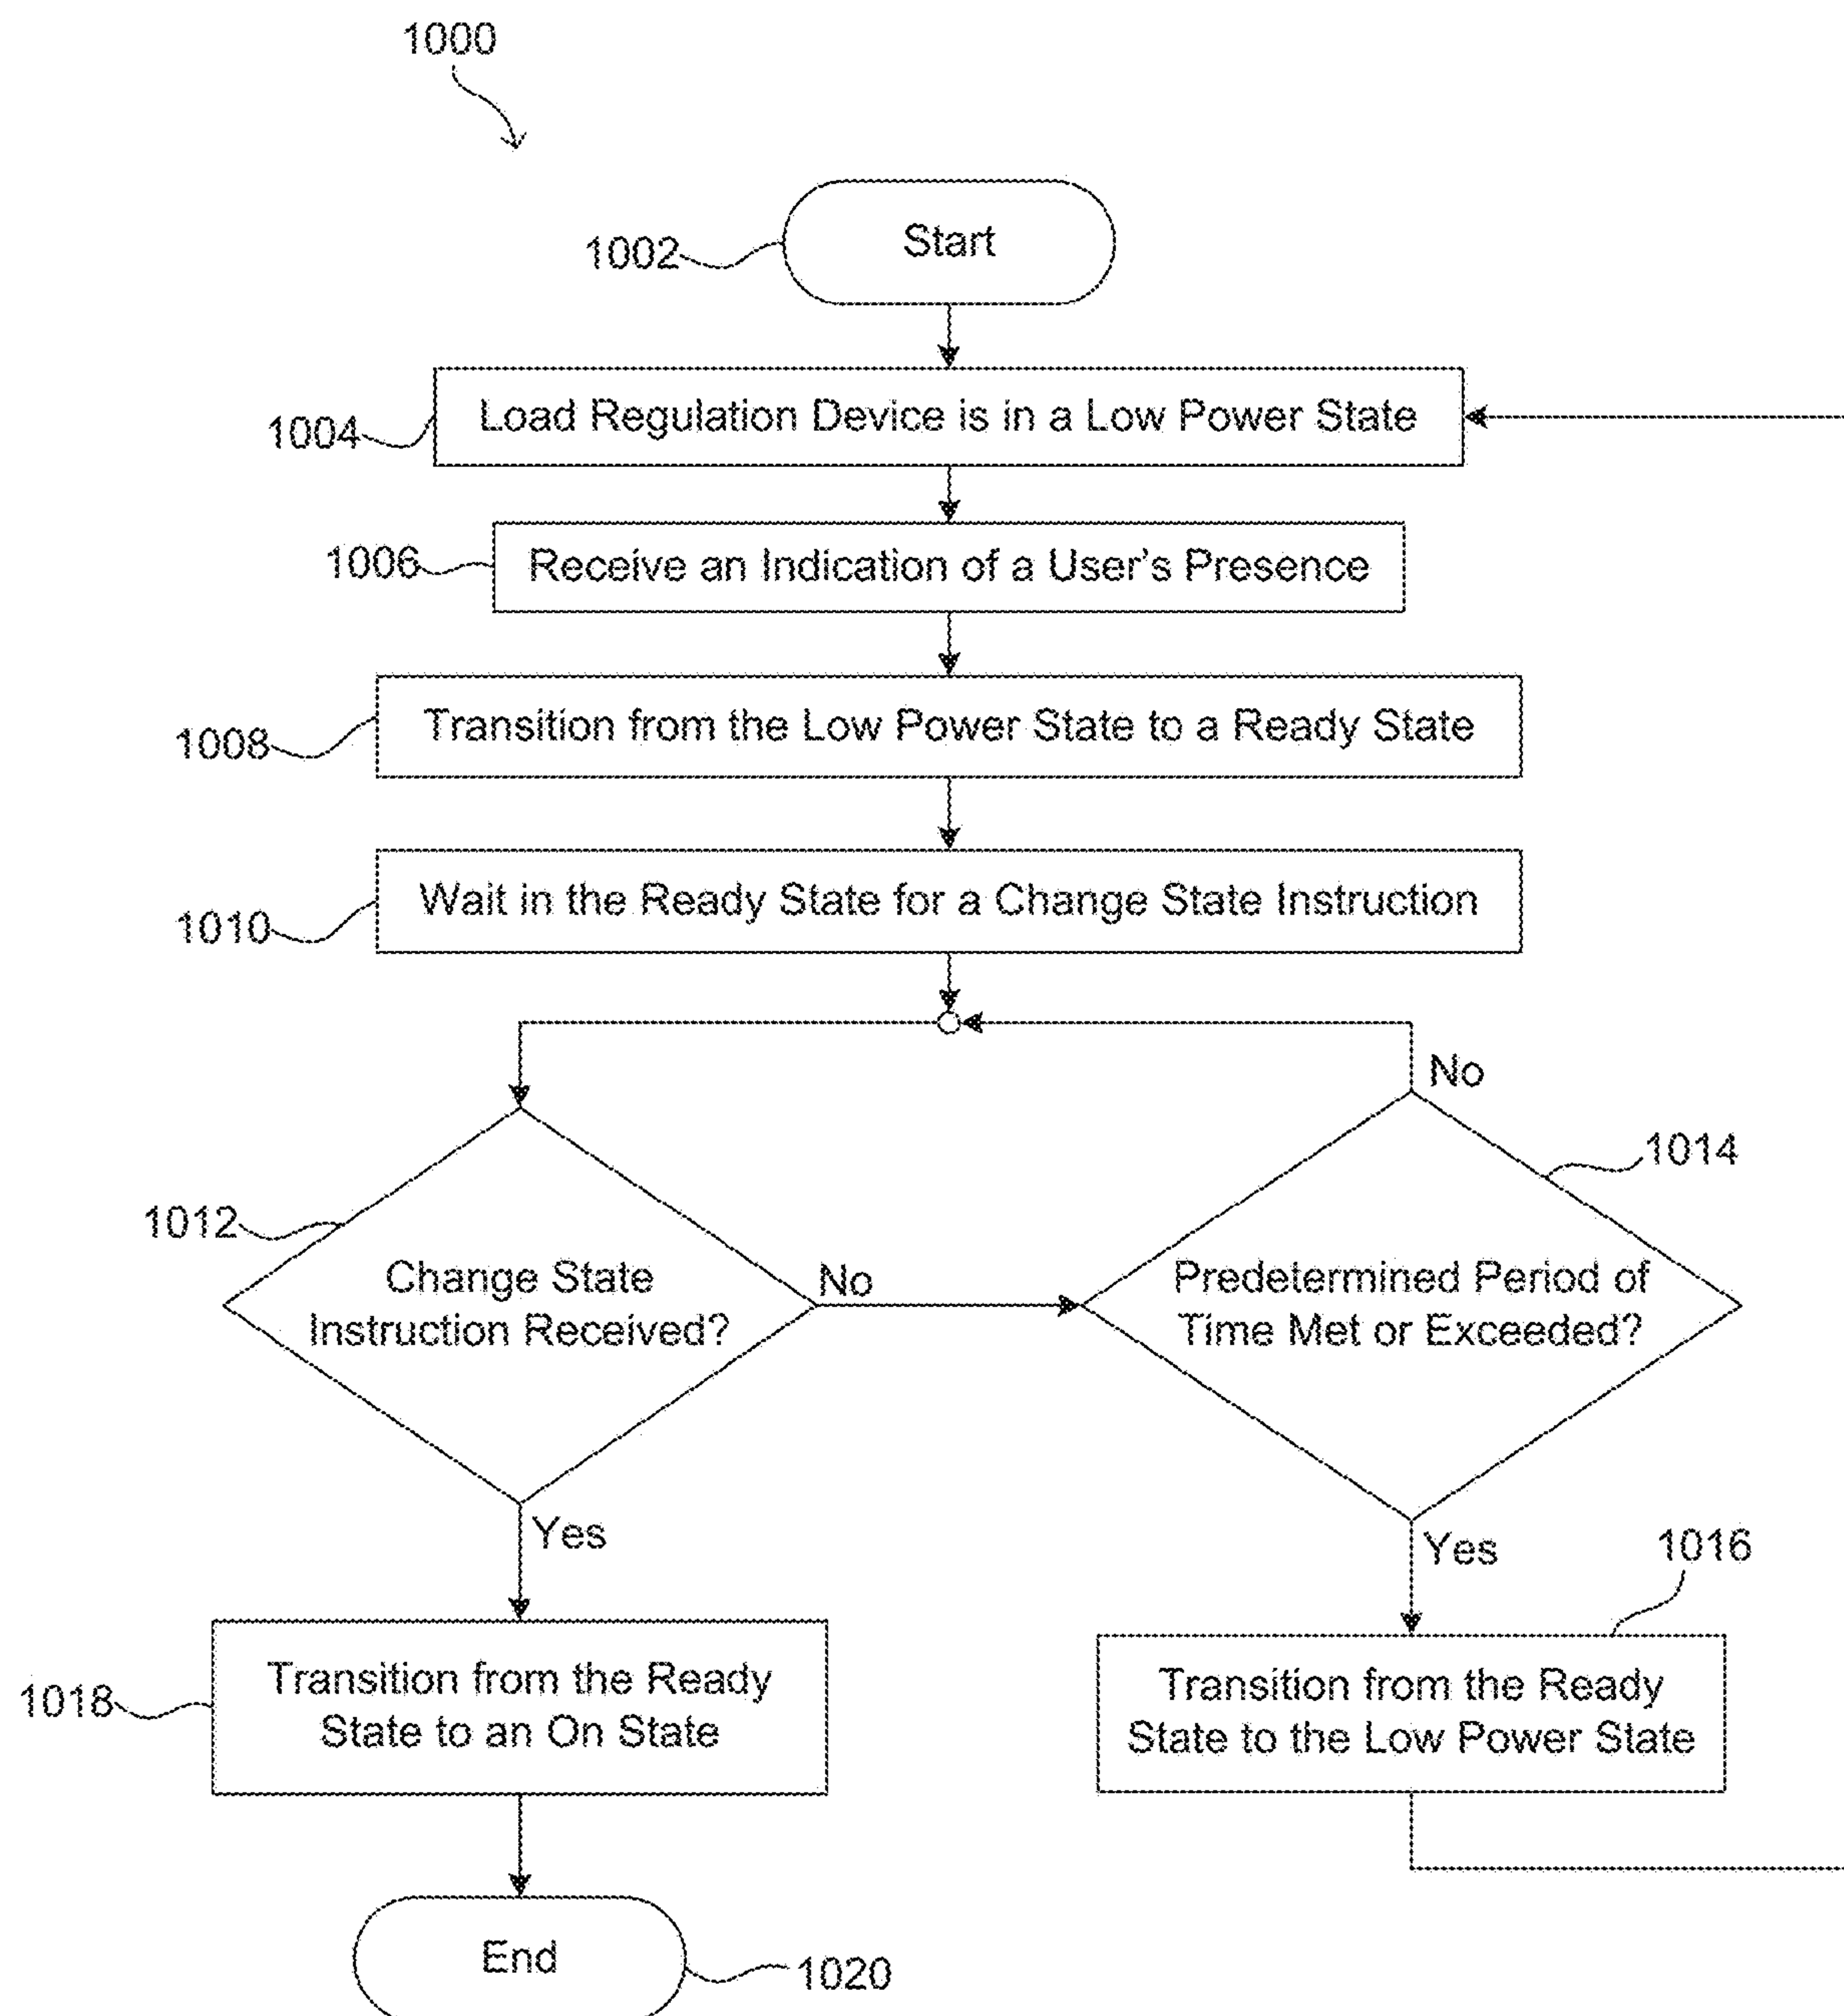 1000
1002
Start
1004
Load Regulation Device is in a Low Power State
1006
Receive an Indication of a User's Presence
1008
Transition from the Low Power State to a Ready State
1010
Wait in the Ready State for a Change State Instruction
No
1014
1012
Change State
Instruction Received?
No
Predetermined Period of
Time Met or Exceeded?
Yes
Yes
1016
1018
Transition from the Ready
State to an On State
Transition from the Ready
State to the Low Power State
End
1020